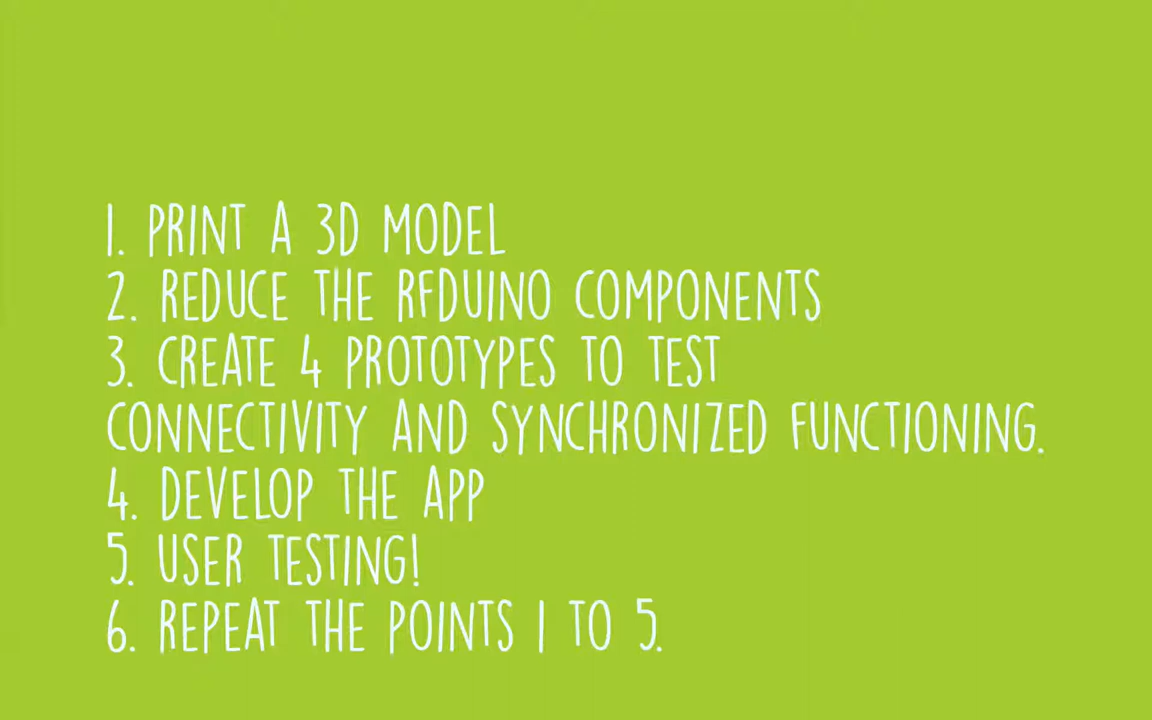 1. PRINT A 3D MODEL
2. REDUCE THE RFDUINO COMPONENTS
3. CREATE 4 PROTOTYPES TO TEST
CONNECTIVITY AND SYNCHRONIZED FUNCTIONING.
4. DEVELOP THE APP
5. USER TESTING!
6. REPEAT THE POINTS 1 TO 5.